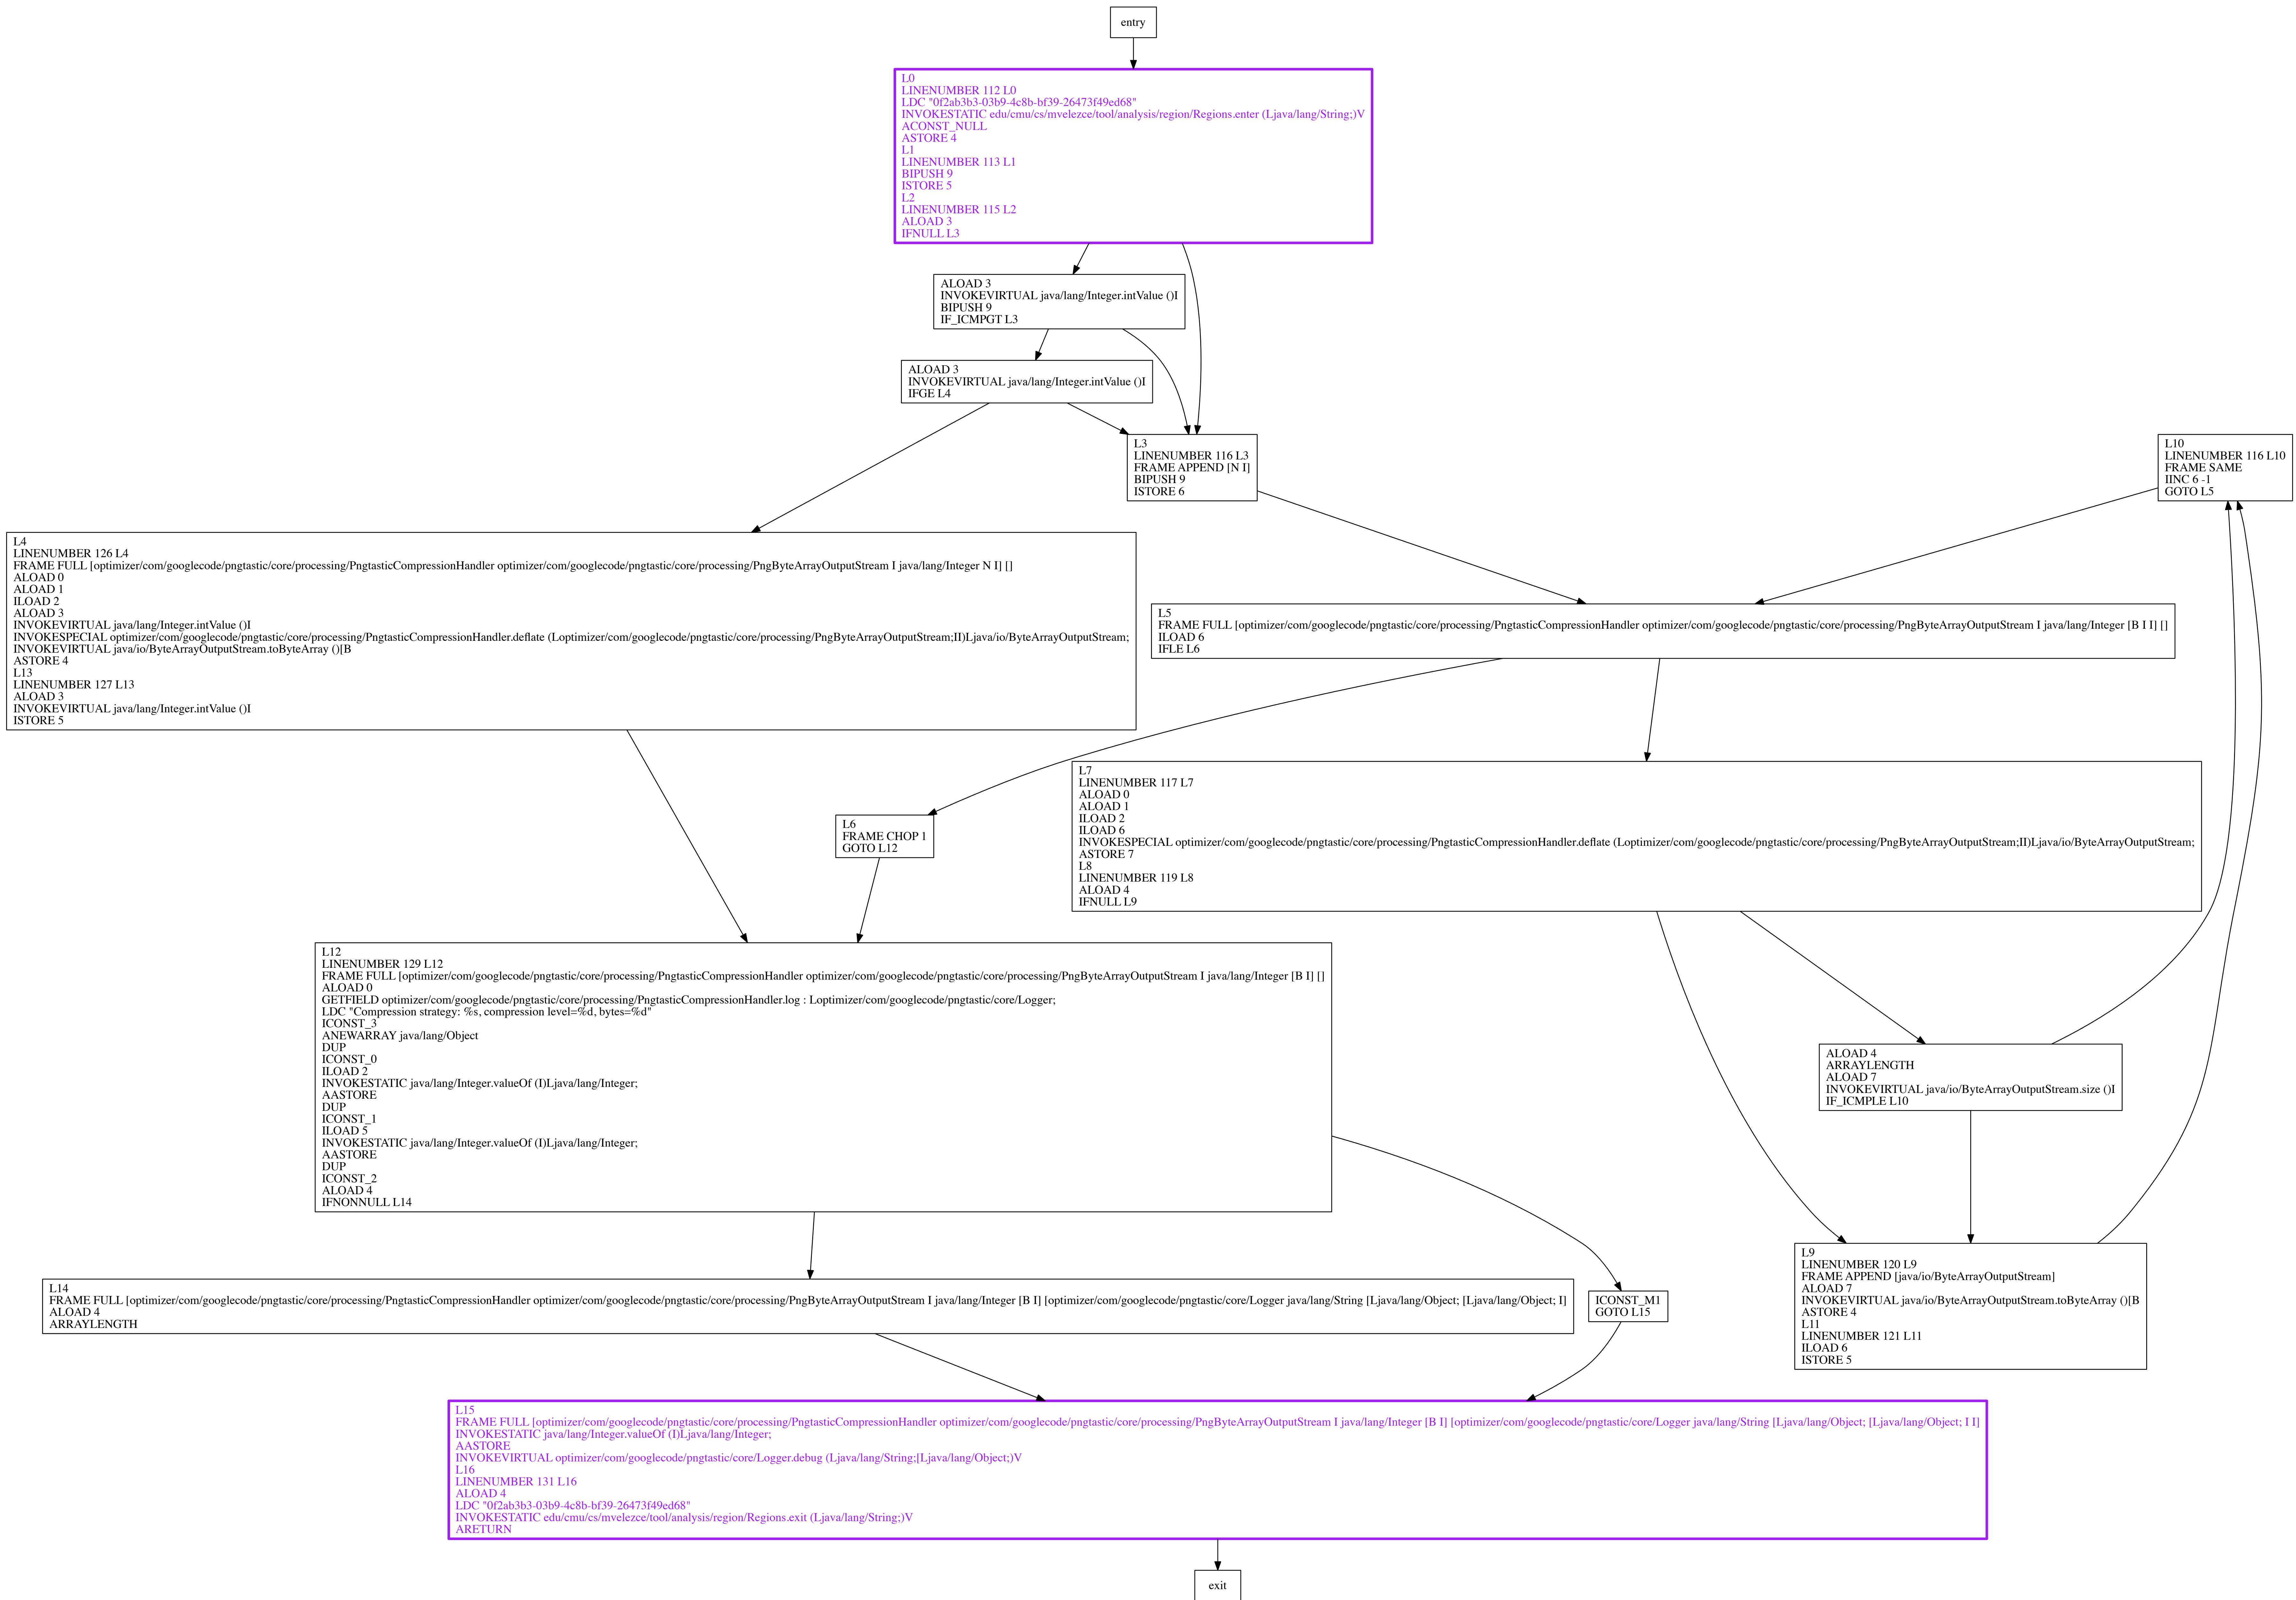 entry
L0
LINENUMBER 112 L0
LDC "0f2ab3b3-03b9-4c8b-bf39-26473f49ed68"
INVOKESTATIC edu/cmu/cs/mvelezce/tool/analysis/region/Regions.enter (Ljava/lang/String;)V
ACONST_NULL
ASTORE 4
L1
LINENUMBER 113 L1
BIPUSH 9
ISTORE 5
L2
LINENUMBER 115 L2
ALOAD 3
IFNULL L3
ALOAD 3
INVOKEVIRTUAL java/lang/Integer.intValue ()I
BIPUSH 9
IF_ICMPGT L3
ALOAD 3
INVOKEVIRTUAL java/lang/Integer.intValue ()I
IFGE L4
L3
LINENUMBER 116 L3
FRAME APPEND [N I]
BIPUSH 9
ISTORE 6
L10
LINENUMBER 116 L10
FRAME SAME
IINC 6 -1
GOTO L5
L4
LINENUMBER 126 L4
FRAME FULL [optimizer/com/googlecode/pngtastic/core/processing/PngtasticCompressionHandler optimizer/com/googlecode/pngtastic/core/processing/PngByteArrayOutputStream I java/lang/Integer N I] []
ALOAD 0
ALOAD 1
ILOAD 2
ALOAD 3
INVOKEVIRTUAL java/lang/Integer.intValue ()I
INVOKESPECIAL optimizer/com/googlecode/pngtastic/core/processing/PngtasticCompressionHandler.deflate (Loptimizer/com/googlecode/pngtastic/core/processing/PngByteArrayOutputStream;II)Ljava/io/ByteArrayOutputStream;
INVOKEVIRTUAL java/io/ByteArrayOutputStream.toByteArray ()[B
ASTORE 4
L13
LINENUMBER 127 L13
ALOAD 3
INVOKEVIRTUAL java/lang/Integer.intValue ()I
ISTORE 5
L5
FRAME FULL [optimizer/com/googlecode/pngtastic/core/processing/PngtasticCompressionHandler optimizer/com/googlecode/pngtastic/core/processing/PngByteArrayOutputStream I java/lang/Integer [B I I] []
ILOAD 6
IFLE L6
L7
LINENUMBER 117 L7
ALOAD 0
ALOAD 1
ILOAD 2
ILOAD 6
INVOKESPECIAL optimizer/com/googlecode/pngtastic/core/processing/PngtasticCompressionHandler.deflate (Loptimizer/com/googlecode/pngtastic/core/processing/PngByteArrayOutputStream;II)Ljava/io/ByteArrayOutputStream;
ASTORE 7
L8
LINENUMBER 119 L8
ALOAD 4
IFNULL L9
L6
FRAME CHOP 1
GOTO L12
L12
LINENUMBER 129 L12
FRAME FULL [optimizer/com/googlecode/pngtastic/core/processing/PngtasticCompressionHandler optimizer/com/googlecode/pngtastic/core/processing/PngByteArrayOutputStream I java/lang/Integer [B I] []
ALOAD 0
GETFIELD optimizer/com/googlecode/pngtastic/core/processing/PngtasticCompressionHandler.log : Loptimizer/com/googlecode/pngtastic/core/Logger;
LDC "Compression strategy: %s, compression level=%d, bytes=%d"
ICONST_3
ANEWARRAY java/lang/Object
DUP
ICONST_0
ILOAD 2
INVOKESTATIC java/lang/Integer.valueOf (I)Ljava/lang/Integer;
AASTORE
DUP
ICONST_1
ILOAD 5
INVOKESTATIC java/lang/Integer.valueOf (I)Ljava/lang/Integer;
AASTORE
DUP
ICONST_2
ALOAD 4
IFNONNULL L14
ALOAD 4
ARRAYLENGTH
ALOAD 7
INVOKEVIRTUAL java/io/ByteArrayOutputStream.size ()I
IF_ICMPLE L10
L9
LINENUMBER 120 L9
FRAME APPEND [java/io/ByteArrayOutputStream]
ALOAD 7
INVOKEVIRTUAL java/io/ByteArrayOutputStream.toByteArray ()[B
ASTORE 4
L11
LINENUMBER 121 L11
ILOAD 6
ISTORE 5
L14
FRAME FULL [optimizer/com/googlecode/pngtastic/core/processing/PngtasticCompressionHandler optimizer/com/googlecode/pngtastic/core/processing/PngByteArrayOutputStream I java/lang/Integer [B I] [optimizer/com/googlecode/pngtastic/core/Logger java/lang/String [Ljava/lang/Object; [Ljava/lang/Object; I]
ALOAD 4
ARRAYLENGTH
ICONST_M1
GOTO L15
L15
FRAME FULL [optimizer/com/googlecode/pngtastic/core/processing/PngtasticCompressionHandler optimizer/com/googlecode/pngtastic/core/processing/PngByteArrayOutputStream I java/lang/Integer [B I] [optimizer/com/googlecode/pngtastic/core/Logger java/lang/String [Ljava/lang/Object; [Ljava/lang/Object; I I]
INVOKESTATIC java/lang/Integer.valueOf (I)Ljava/lang/Integer;
AASTORE
INVOKEVIRTUAL optimizer/com/googlecode/pngtastic/core/Logger.debug (Ljava/lang/String;[Ljava/lang/Object;)V
L16
LINENUMBER 131 L16
ALOAD 4
LDC "0f2ab3b3-03b9-4c8b-bf39-26473f49ed68"
INVOKESTATIC edu/cmu/cs/mvelezce/tool/analysis/region/Regions.exit (Ljava/lang/String;)V
ARETURN
exit